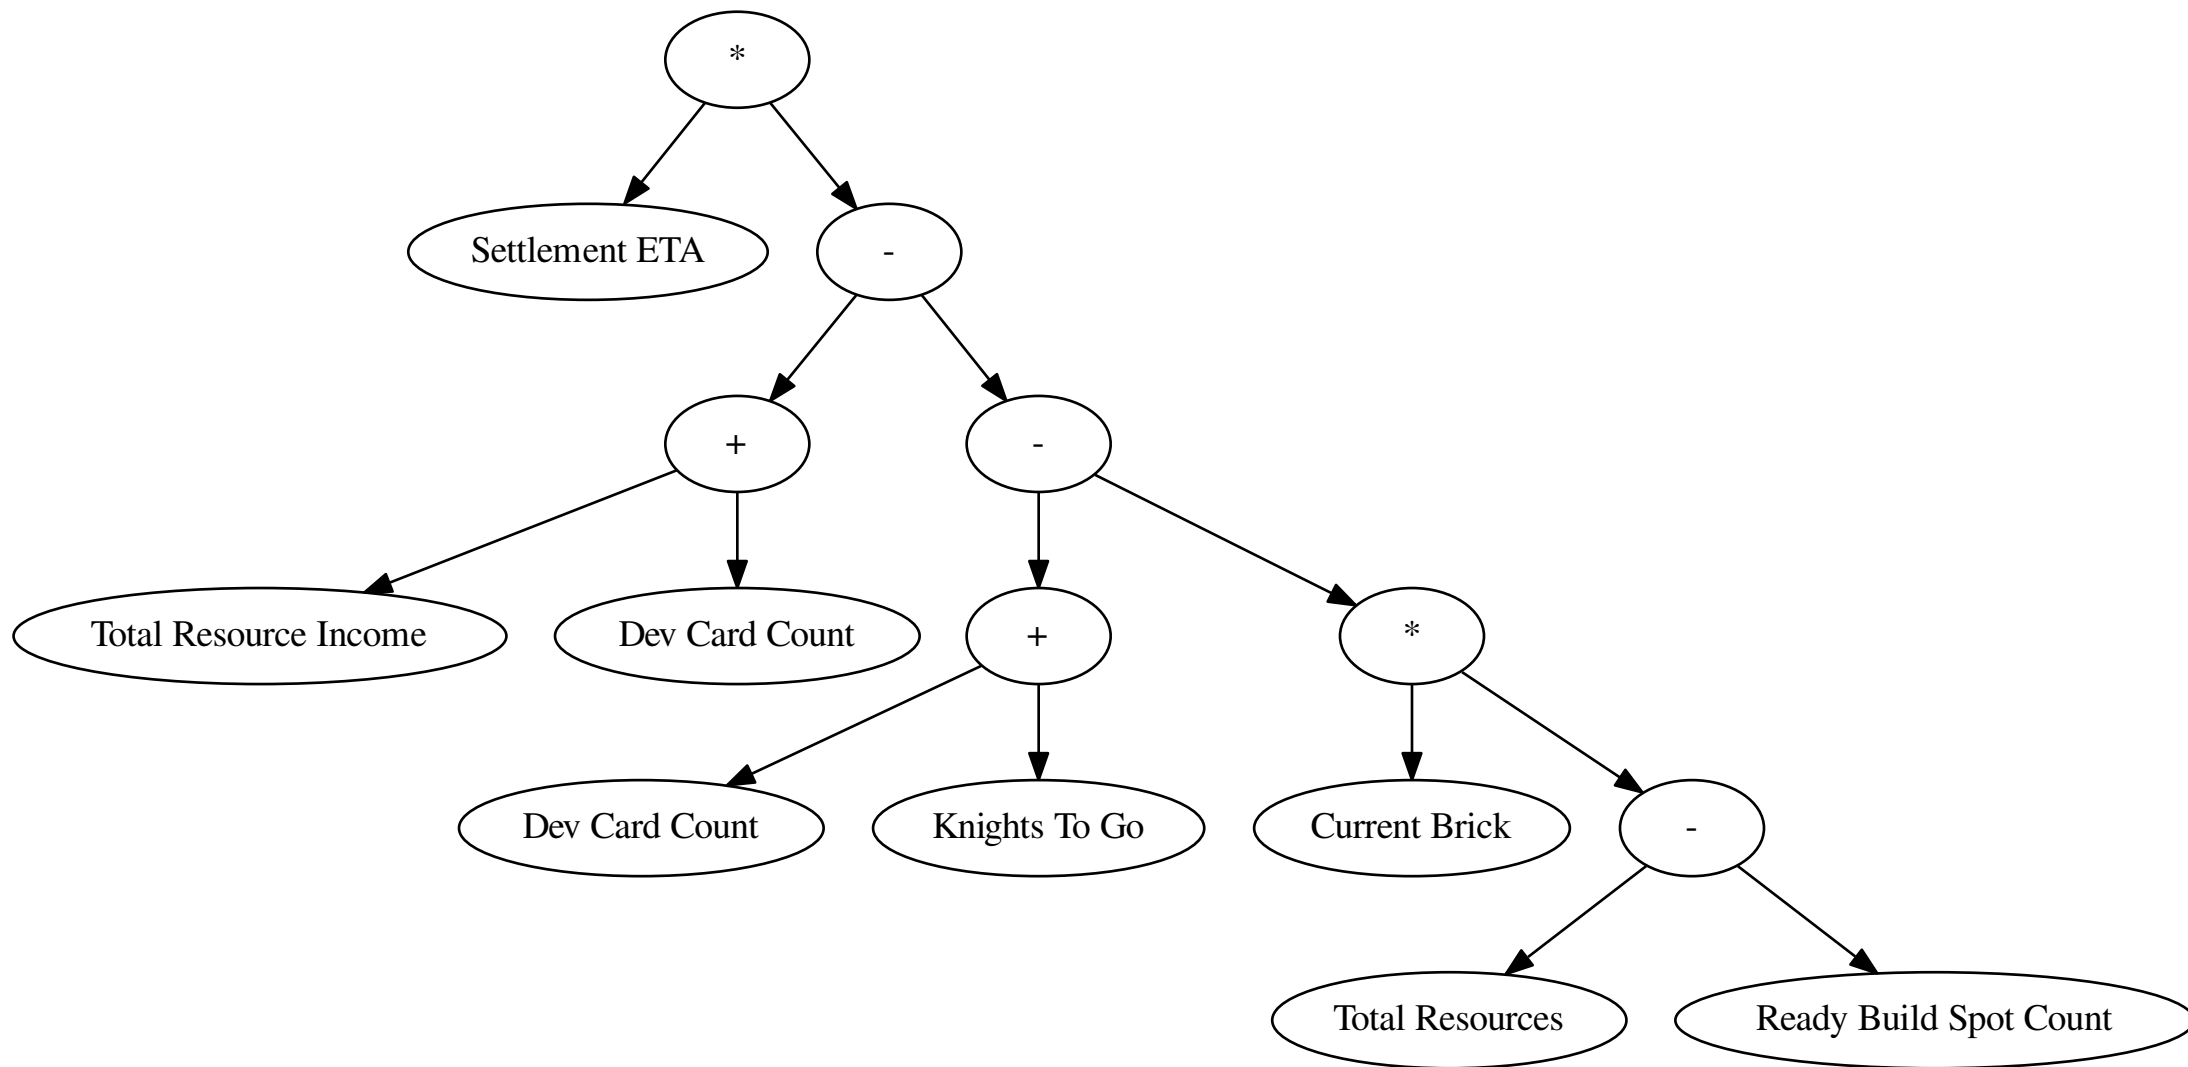 *
Settlement ETA
-
+
-
Total Resource Income
Dev Card Count
+
*
Dev Card Count
Knights To Go
Current Brick
-
Total Resources
Ready Build Spot Count